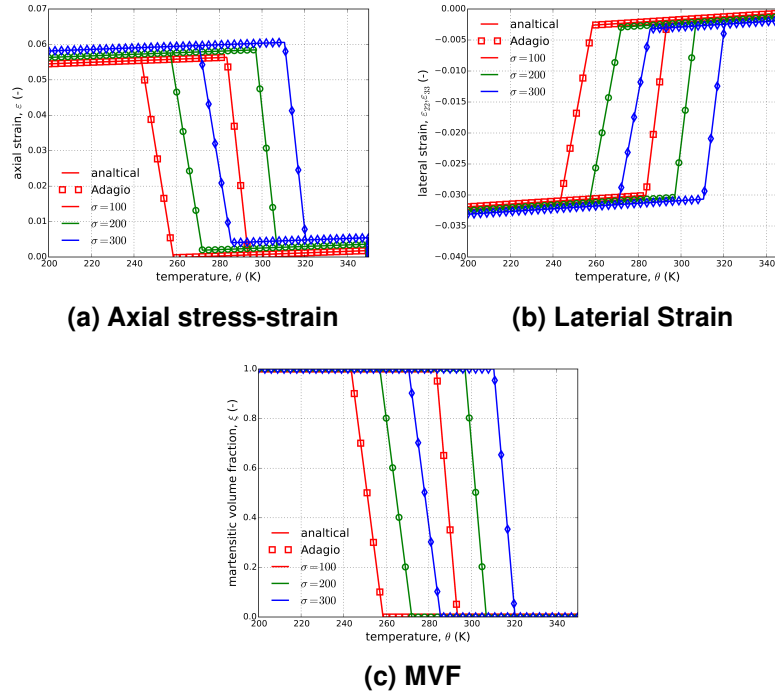 0.07
0.06
0.05
0.04
0.03
0.02
0.01
0.00
axial strain, ε (-)
analtical
Adagio
σ=100
σ=200
σ=300
200 220 240 260 280 300 320 340
temperature, θ (K)
(a) Axial stress-strain
0.000
−0.005
−0.010
−0.015
−0.020
−0.025
−0.030
−0.035
−0.040
lateral strain, ε₂₂,ε₃₃ (-)
analtical
Adagio
σ=100
σ=200
σ=300
200 220 240 260 280 300 320 340
temperature, θ (K)
(b) Laterial Strain
1.0
0.8
0.6
0.4
0.2
0.0
martensitic volume fraction, ξ (-)
analtical
Adagio
σ=100
σ=200
σ=300
200 220 240 260 280 300 320 340
temperature, θ (K)
(c) MVF